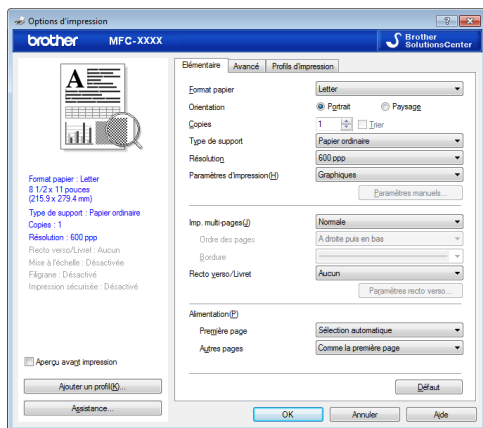 Options d'impression
brother MFC-XXXX
Brother
SolutionsCenter
A
Format papier : Letter
8 1/2 x 11 pouces
(215.9 x 279.4 mm)
Type de support : Papier ordinaire
Copies : 1
Résolution : 600 ppp
Recto verso/Livret : Aucun
Mise à l'échelle : Désactivée
Filigrane : Désactivé
Impression sécurisée : Désactivé
Aperçu avant impression
Ajouter un profil(K)...
Assistance...
Elémentaire Avancé Profils d'impression
Format papier Letter
Orientation Portrait Paysage
Copies 1 Trier
Type de support Papier ordinaire
Résolution 600 ppp
Paramètres d'impression(H) Graphiques
Paramètres manuels...
Imp. multi-pages(J) Normale
Ordre des pages A droite puis en bas
Bordure
Recto verso/Livret Aucun
Paramètres recto verso...
Alimentation(P)
Première page Sélection automatique
Autres pages Comme la première page
Défaut
OK Annuler Aide